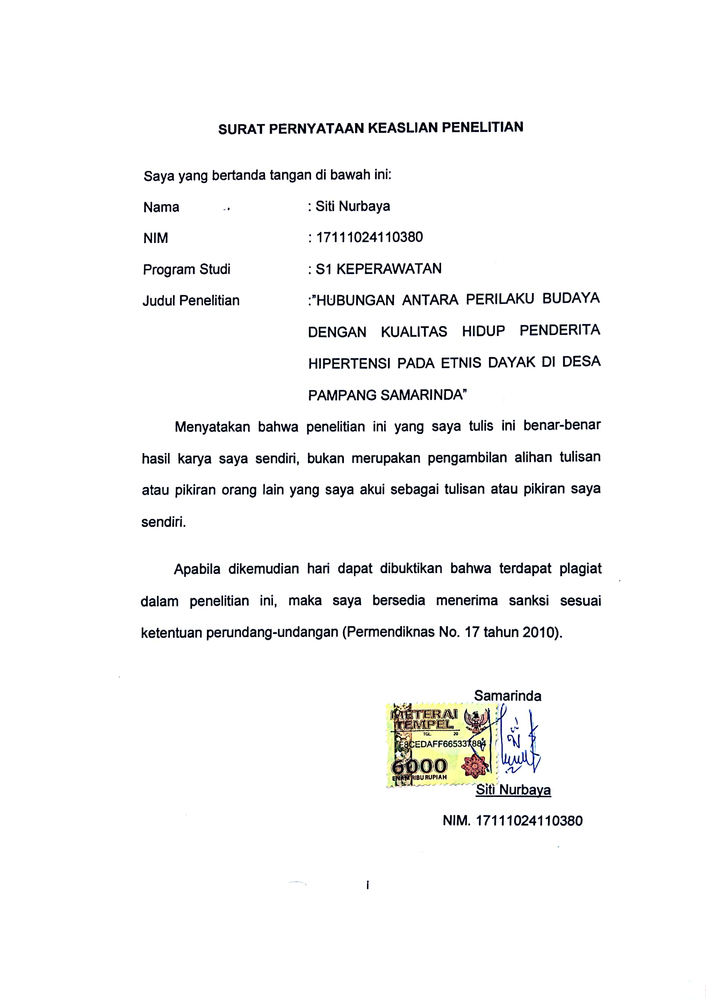 SURAT PERNYATAAN KEASLIAN PENELITIAN
Saya yang bertanda tangan di bawah ini:
Nama : Siti Nurbaya
NIM : 17111024110380
Program Studi : S1 KEPERAWATAN
Judul Penelitian :”HUBUNGAN ANTARA PERILAKU BUDAYA
DENGAN KUALITAS HIDUP PENDERITA
HIPERTENSI PADA ETNIS DAYAK DI DESA
PAMPANG SAMARINDA”
Menyatakan bahwa penelitian ini yang saya tulis ini benar-benar
hasil karya saya sendiri, bukan merupakan pengambilan alihan tulisan
atau pikiran orang lain yang saya akui sebagai tulisan atau pikiran saya
sendiri.
Apabila dikemudian hari dapat dibuktikan bahwa terdapat plagiat
dalam penelitian ini, maka saya bersedia menerima sanksi sesuai
ketentuan perundang-undangan (Permendiknas No. 17 tahun 2010).
Samarinda
METERAI
TEMPEL
TGL. 20
E8CEDAFF665337884
6000
ENAM RIBU RUPIAH
Siti Nurbaya
NIM. 17111024110380
i